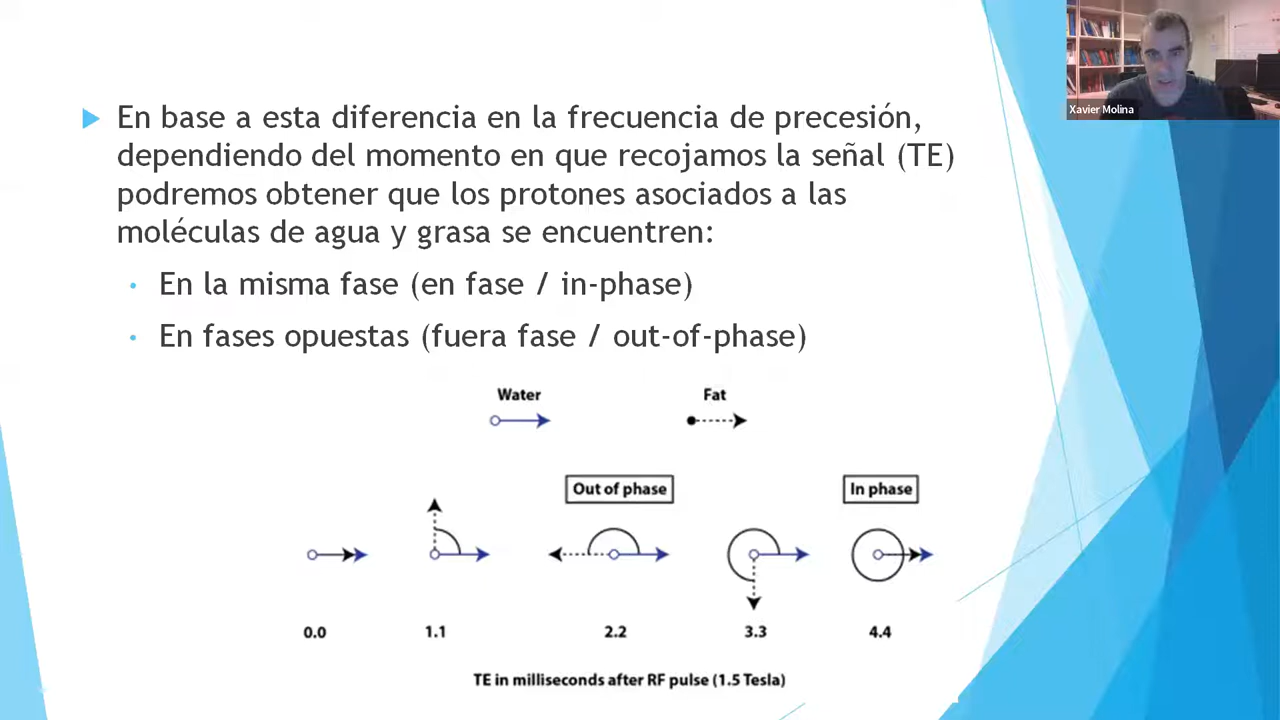 Xavier Molina
En base a esta diferencia en la frecuencia de precesión,
dependiendo del momento en que recojamos la señal (TE)
podremos obtener que los protones asociados a las
moléculas de agua y grasa se encuentren:
• En la misma fase (en fase / in-phase)
• En fases opuestas (fuera fase / out-of-phase)
Water Fat
Out of phase In phase
0.0 1.1 2.2 3.3 4.4
TE in milliseconds after RF pulse (1.5 Tesla)